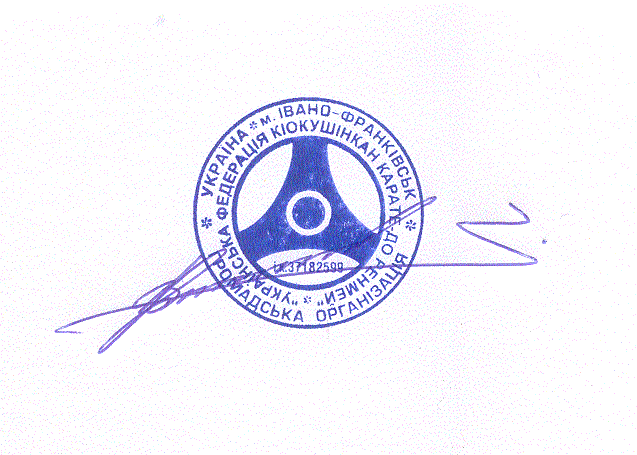 * УКРАЇНА * м. ІВАНО-ФРАНКІВСЬК *
ГРОМАДСЬКА ОРГАНІЗАЦІЯ
"УКРАЇНСЬКА ФЕДЕРАЦІЯ КІОКУШІНКАН КАРАТЕ-ДО РЕНМЕЙ" *
і.к.37182599